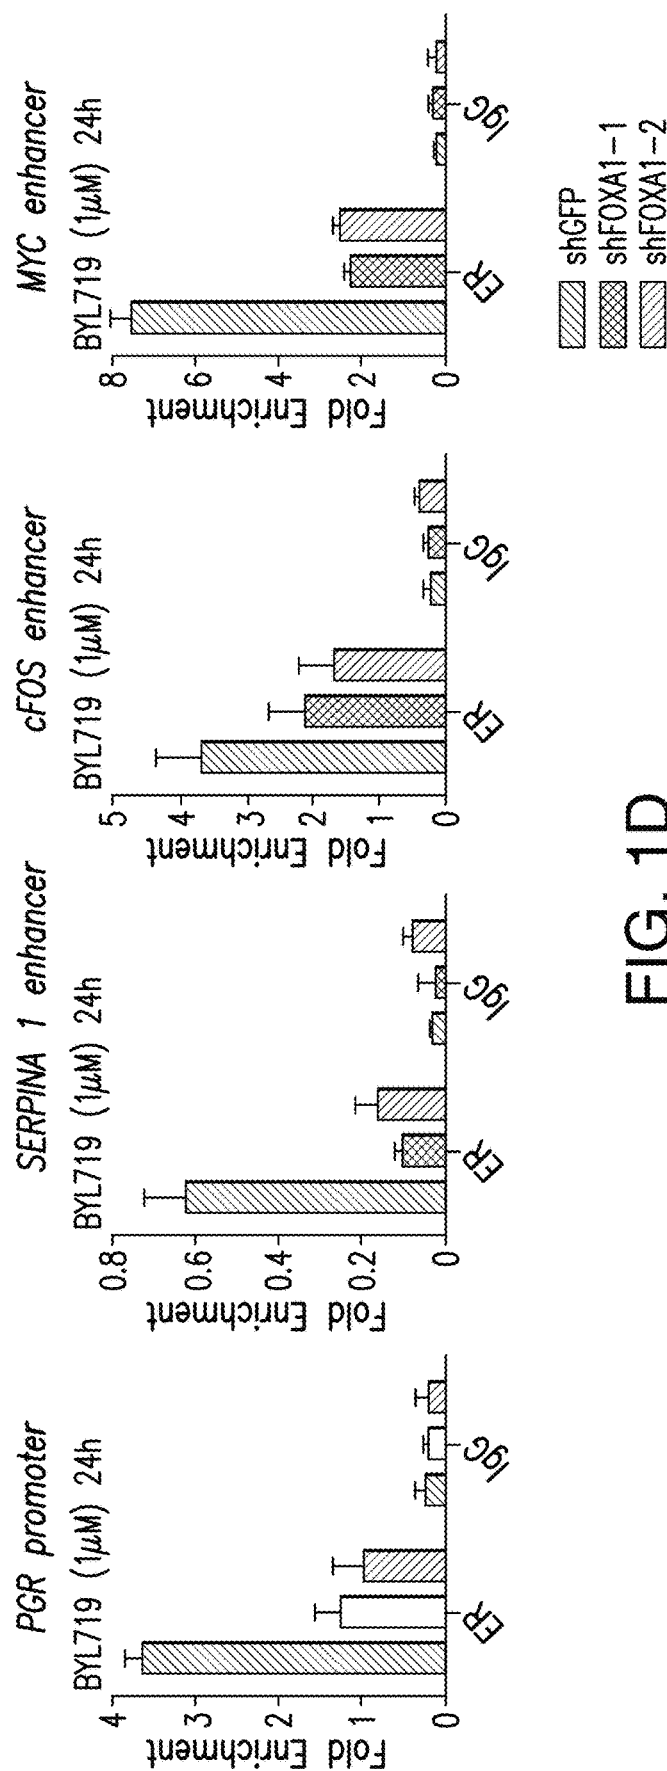 PGR promoter
BYL719 (1µM) 24h
Fold Enrichment
4
3
2
1
0
ER
IgG
SERPINA 1 enhancer
BYL719 (1µM) 24h
Fold Enrichment
0.8
0.6
0.4
0.2
0
ER
IgG
cFOS enhancer
BYL719 (1µM) 24h
Fold Enrichment
5
4
3
2
1
0
ER
IgG
MYC enhancer
BYL719 (1µM) 24h
Fold Enrichment
8
6
4
2
0
ER
IgG
shGFP
shFOXA1-1
shFOXA1-2
FIG. 1D